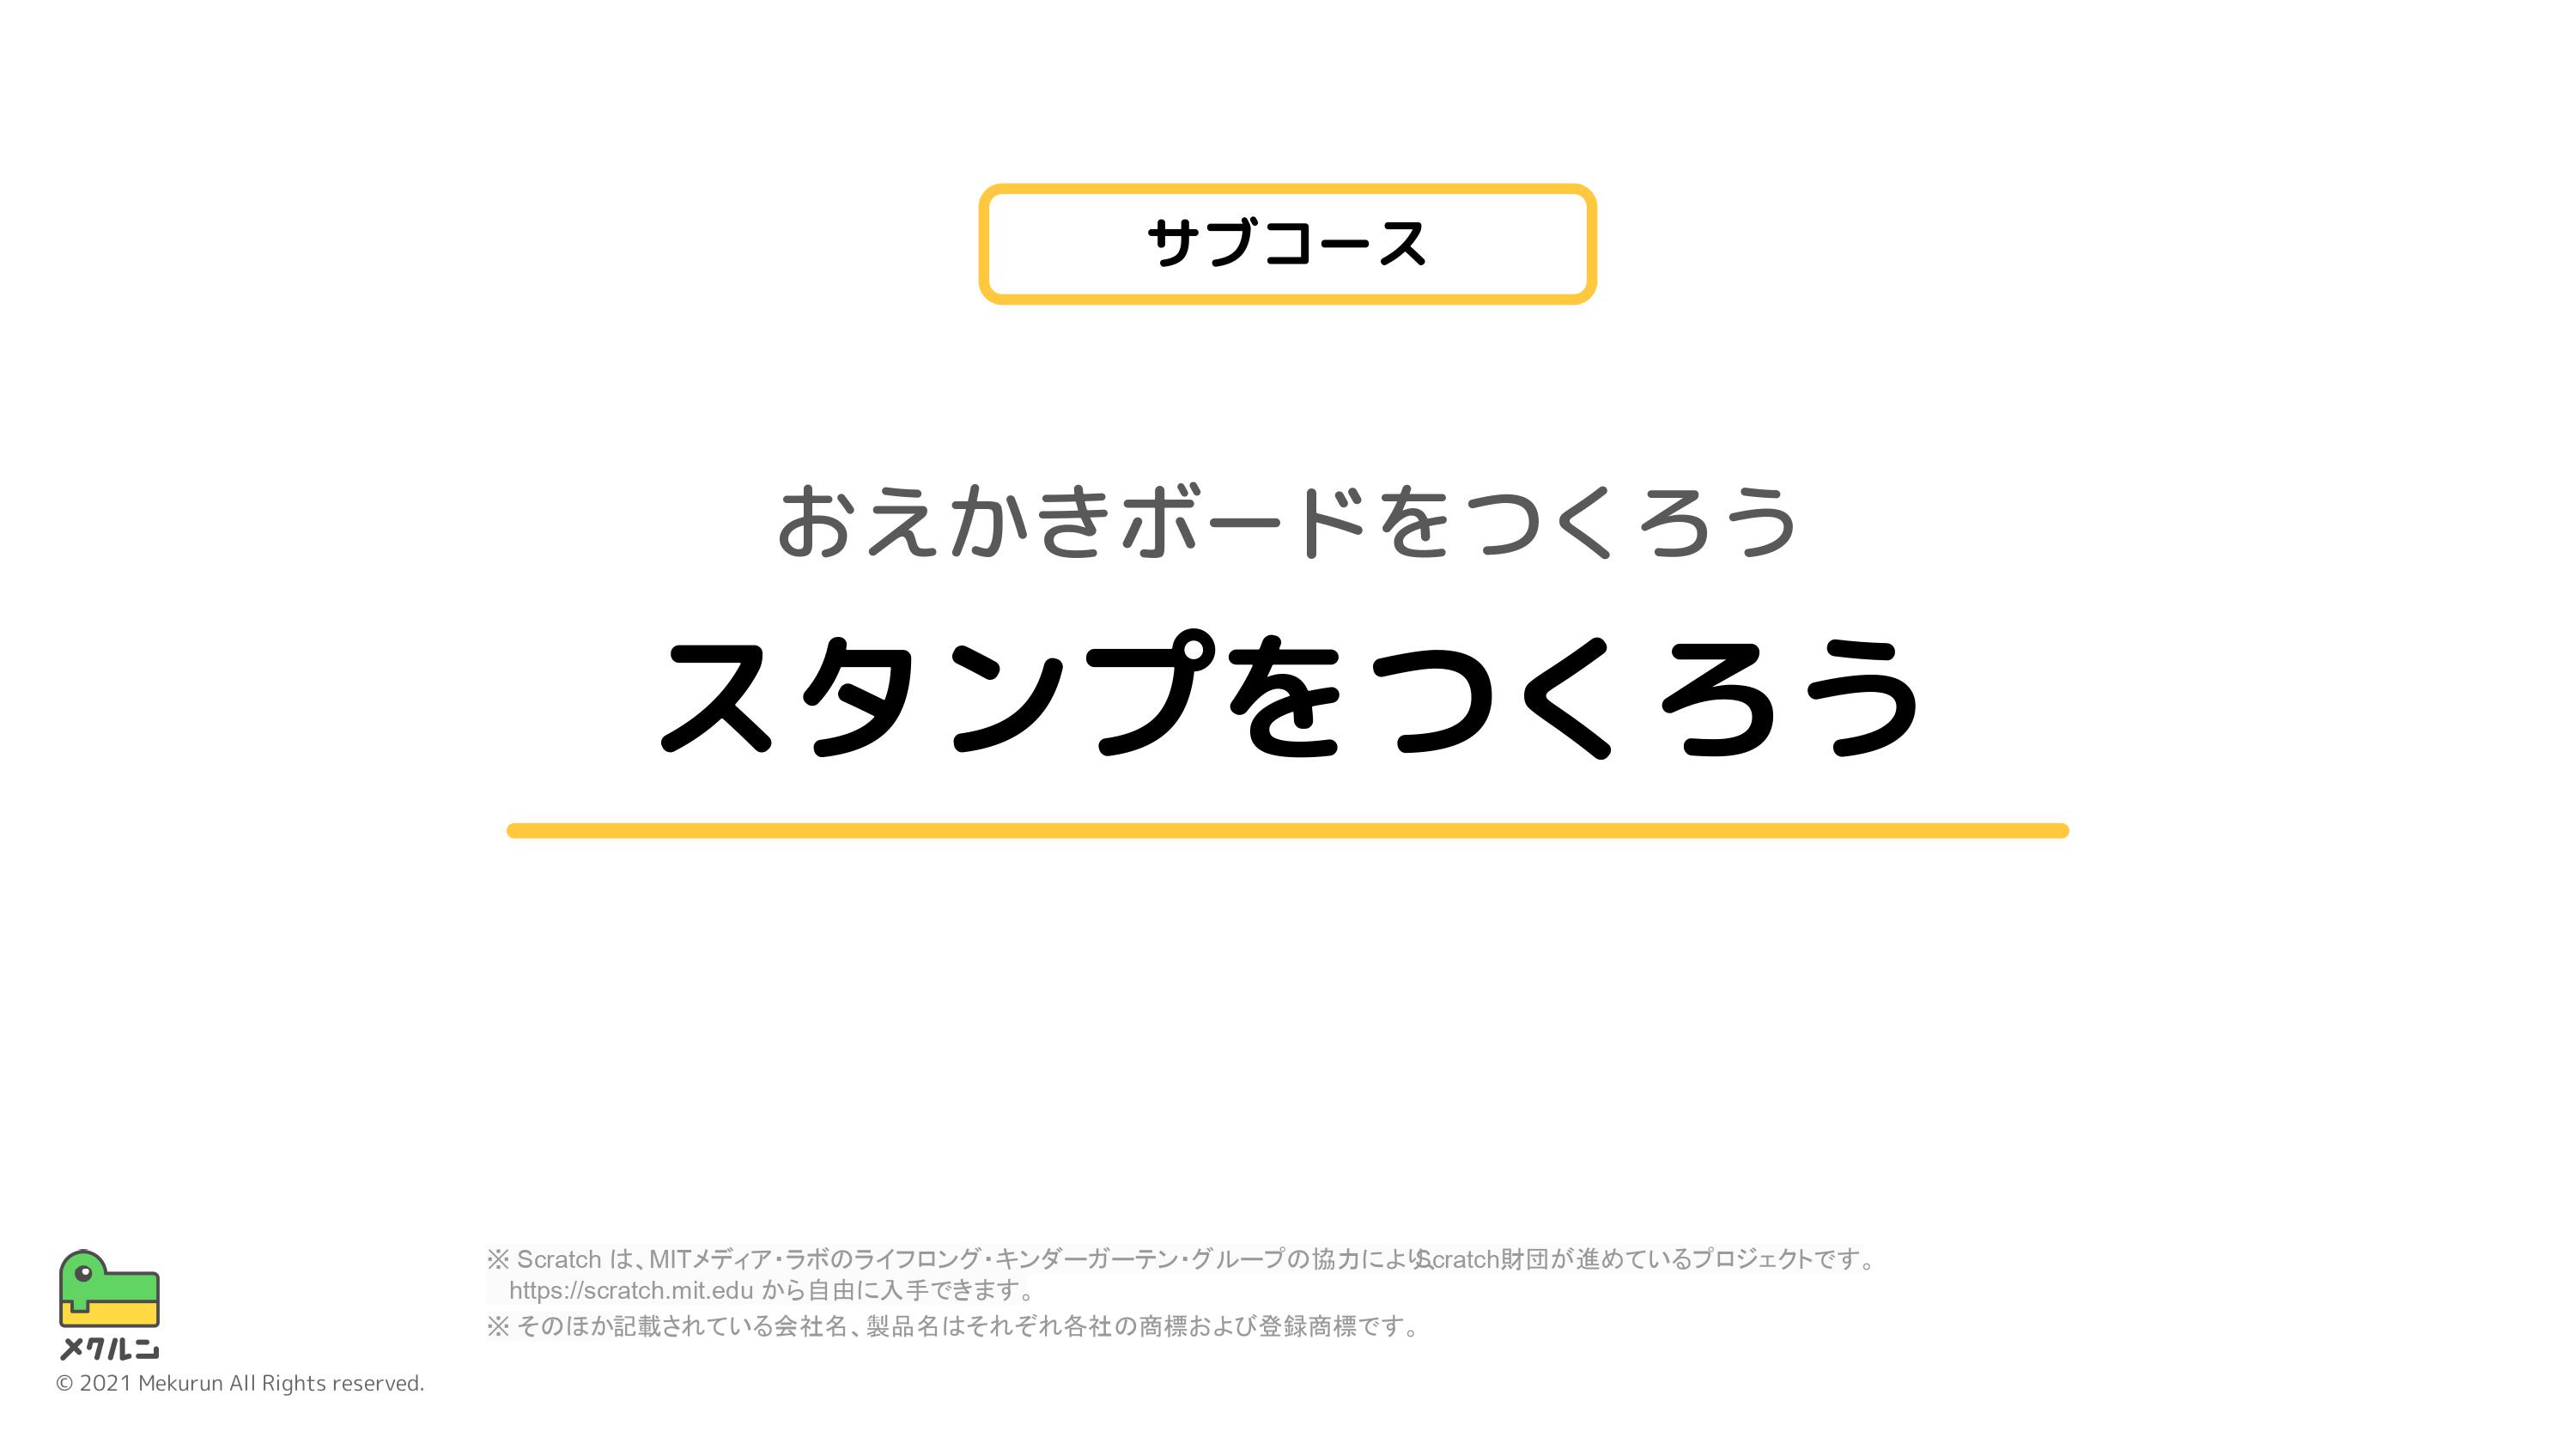 サブコース
おえかきボードをつくろう
スタンプをつくろう
※ Scratch は、MITメディア・ラボのライフロング・キンダーガーテン・グループの協力により、Scratch財団が進めているプロジェクトです。
https://scratch.mit.edu から自由に入手できます。
※ そのほか記載されている会社名、製品名はそれぞれ各社の商標および登録商標です。
メクルン
© 2021 Mekurun All Rights reserved.